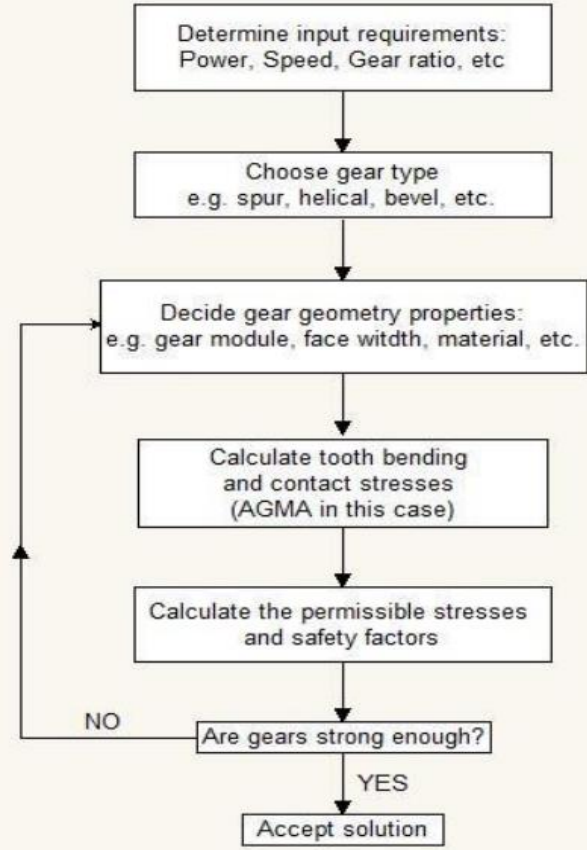 Determine input requirements:
Power, Speed, Gear ratio, etc
Choose gear type
e.g. spur, helical, bevel, etc.
Decide gear geometry properties:
e.g. gear module, face witdth, material, etc.
Calculate tooth bending
and contact stresses
(AGMA in this case)
Calculate the permissible stresses
and safety factors
NO
Are gears strong enough?
YES
Accept solution